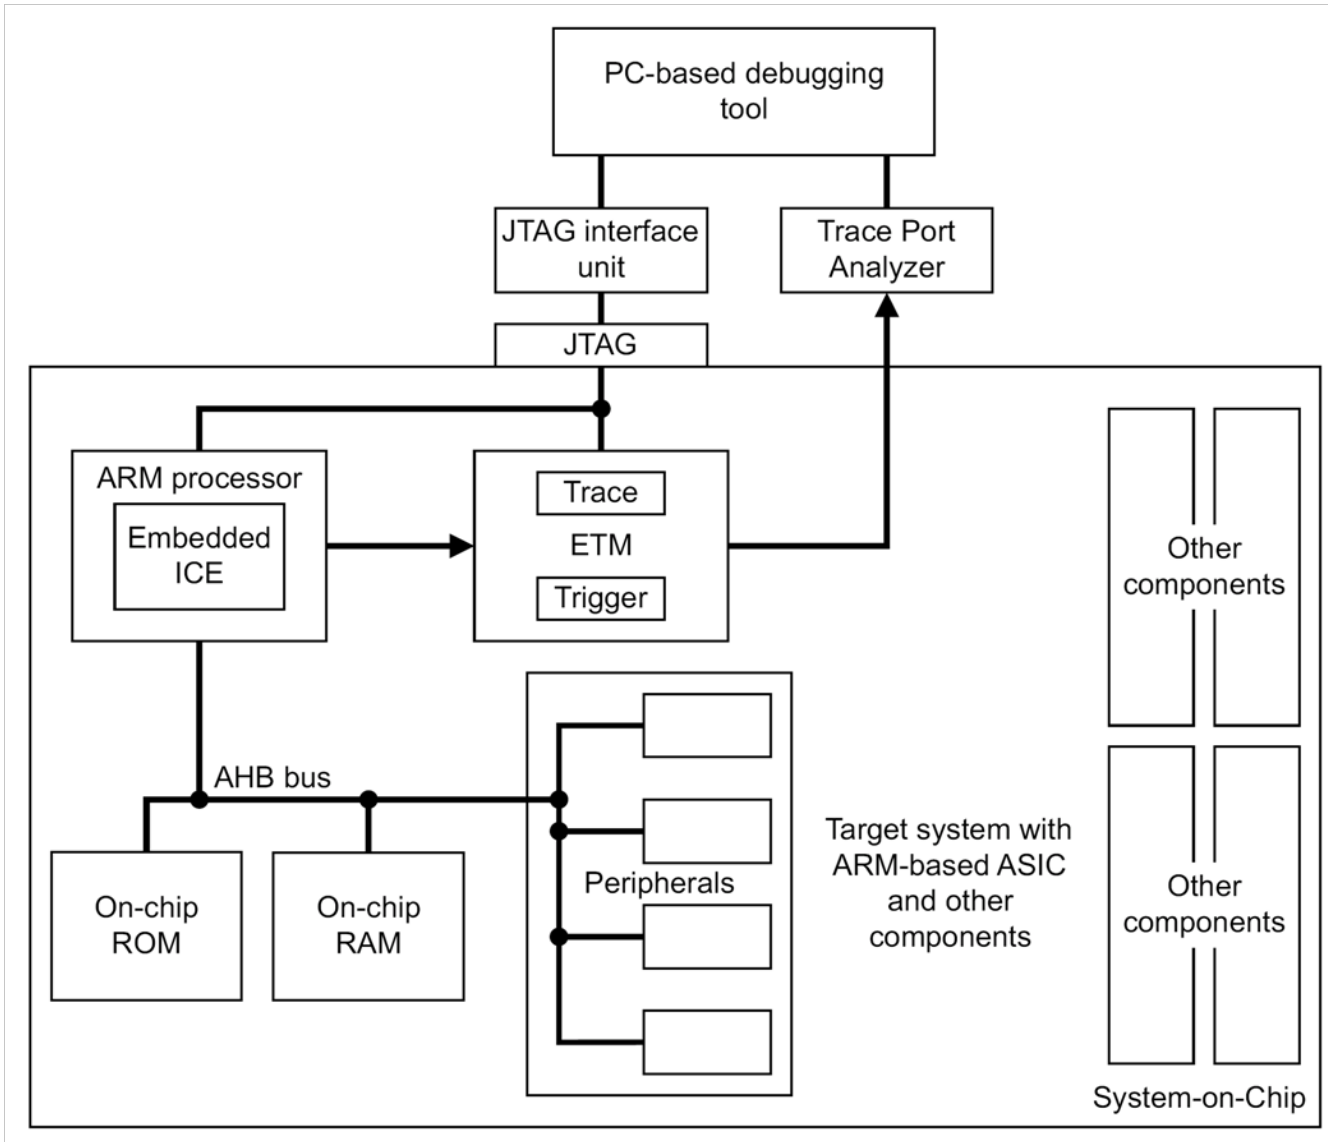 PC-based debugging
tool
JTAG interface
unit
Trace Port
Analyzer
JTAG
ARM processor
Embedded
ICE
Trace
ETM
Trigger
Other
components
AHB bus
On-chip
ROM
On-chip
RAM
Peripherals
Target system with
ARM-based ASIC
and other
components
Other
components
System-on-Chip